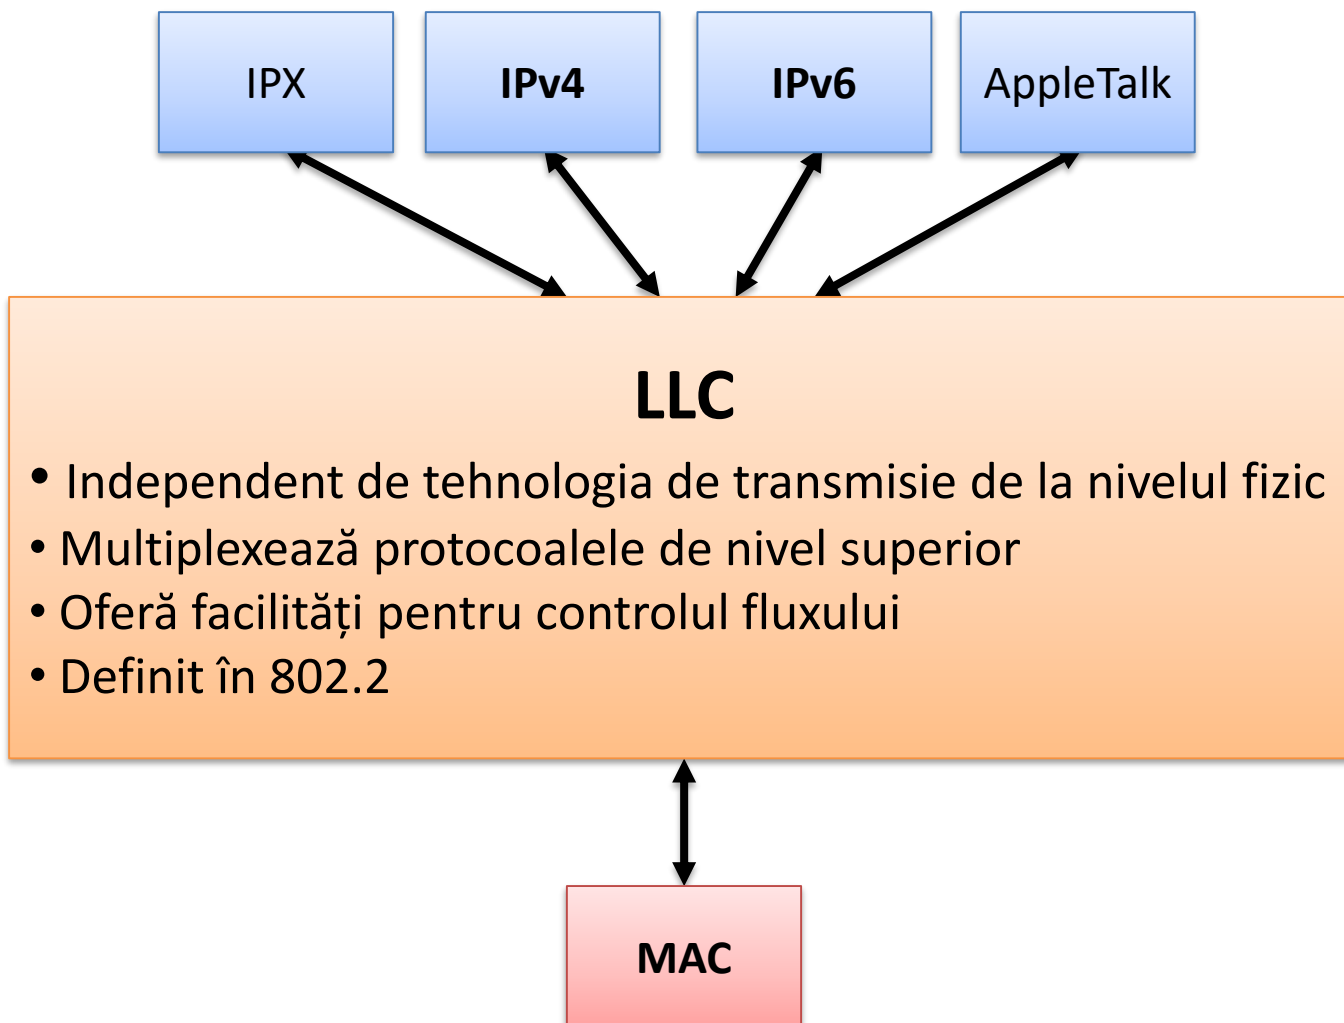 IPX IPv4 IPv6 AppleTalk
LLC
• Independent de tehnologia de transmisie de la nivelul fizic
• Multiplexează protocoalele de nivel superior
• Oferă facilități pentru controlul fluxului
• Definit în 802.2
MAC